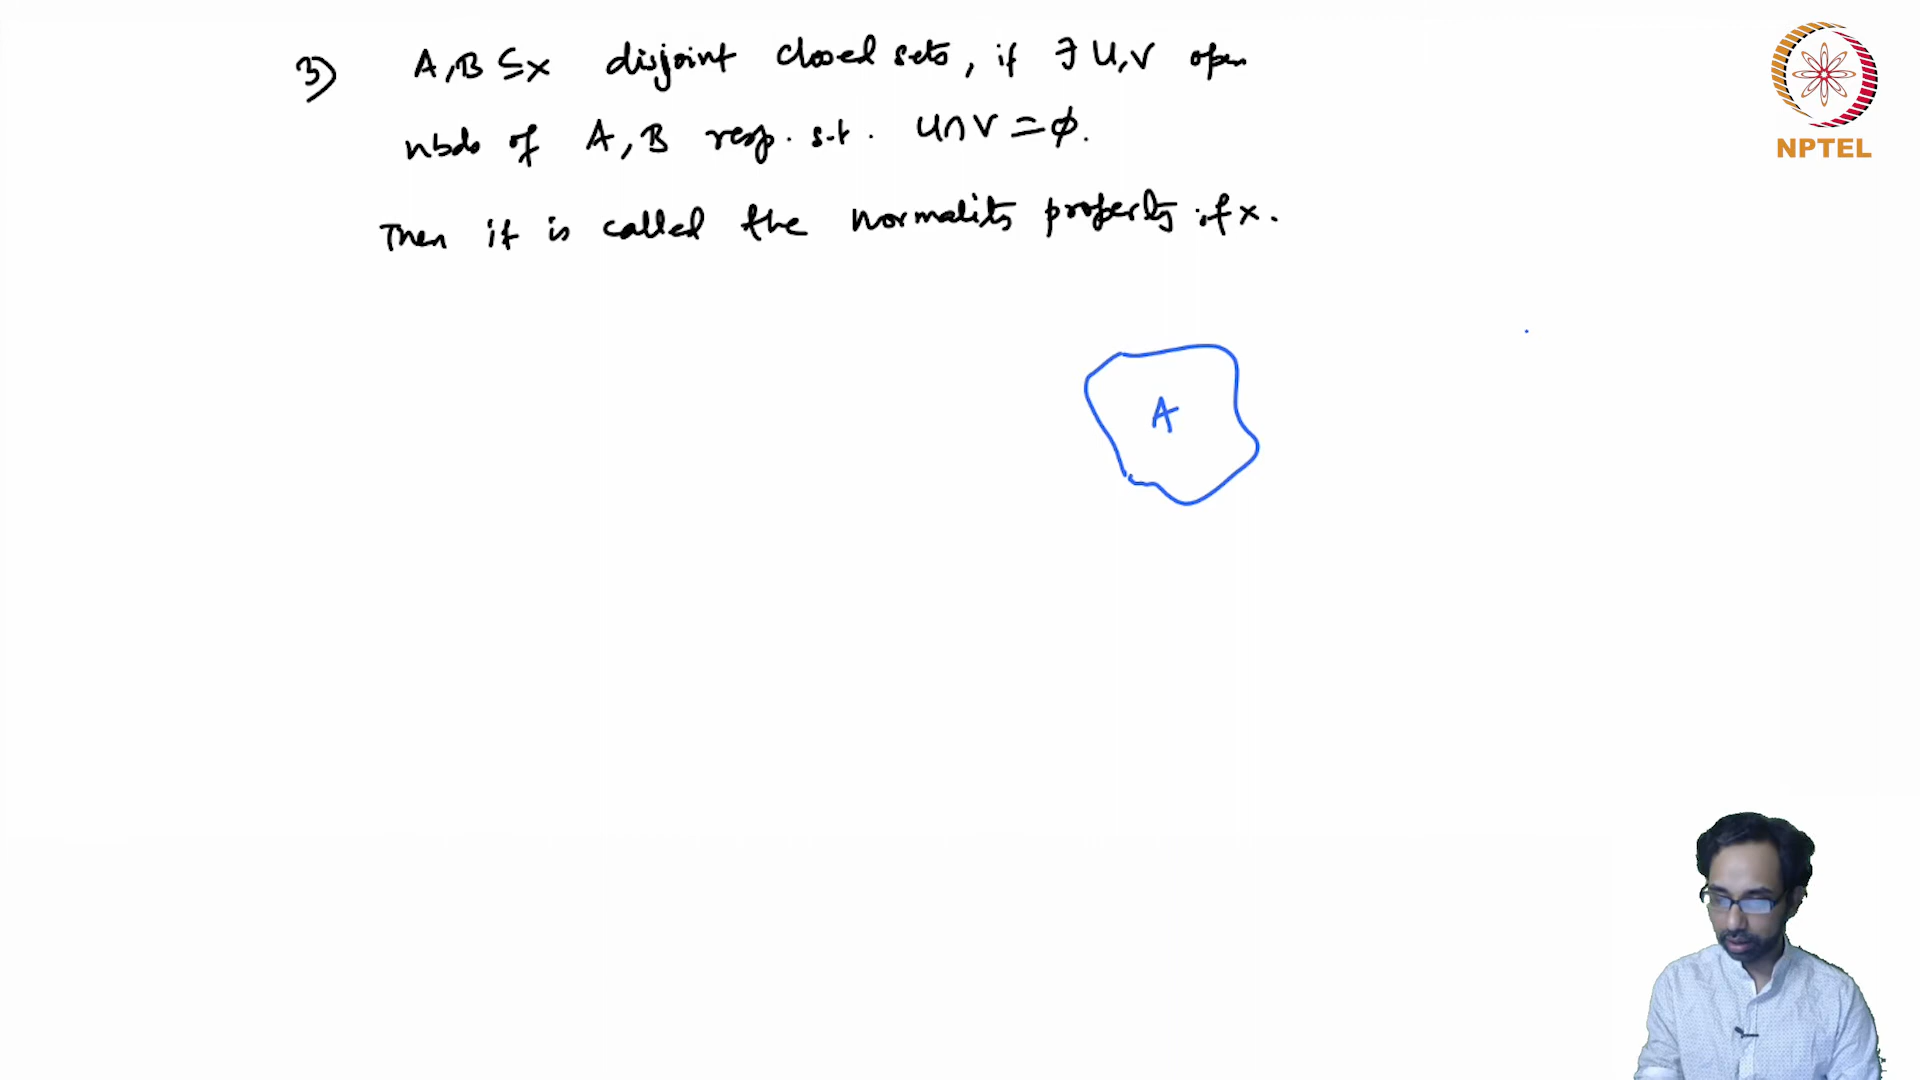 3) A,B ⊆ X disjoint closed sets, if ∃ U,V open
nbds of A,B resp. s.t. U∩V = ϕ.
Then it is called the normality property of X.
A
NPTEL